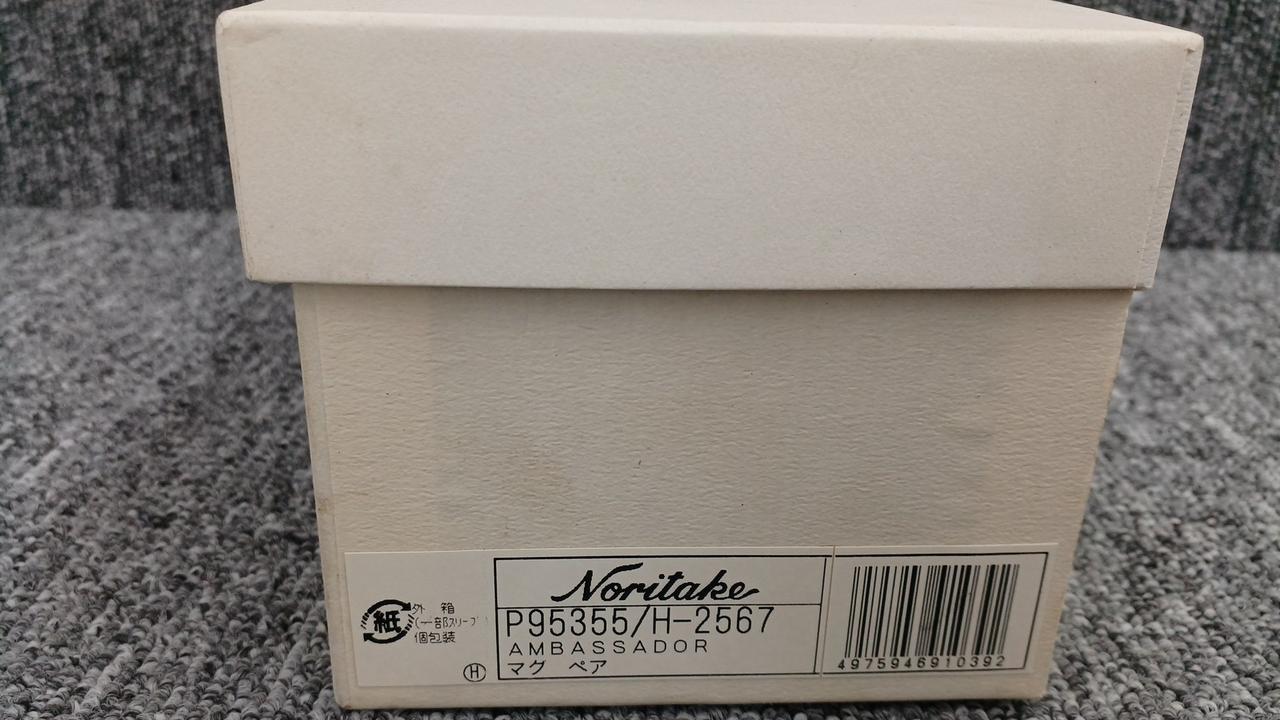 紙
外 箱
(一部スリーブ)
個包装
Ⓗ
Noritake
P95355/H-2567
AMBASSADOR
マグ ペア
4975946910392